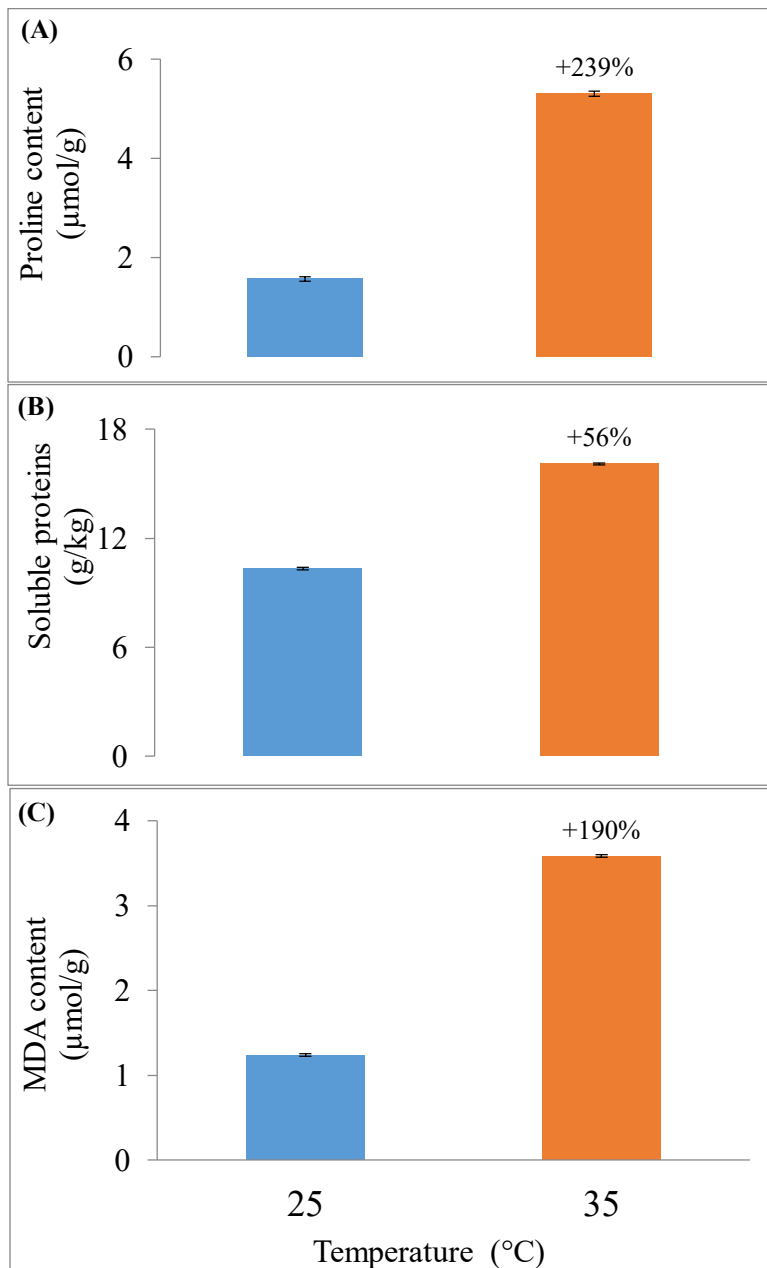 (A)
Proline content
(μmol/g)
6
4
2
0
+239%
(B)
Soluble proteins
(g/kg)
18
12
6
0
+56%
(C)
MDA content
(μmol/g)
4
3
2
1
0
+190%
25
35
Temperature (°C)